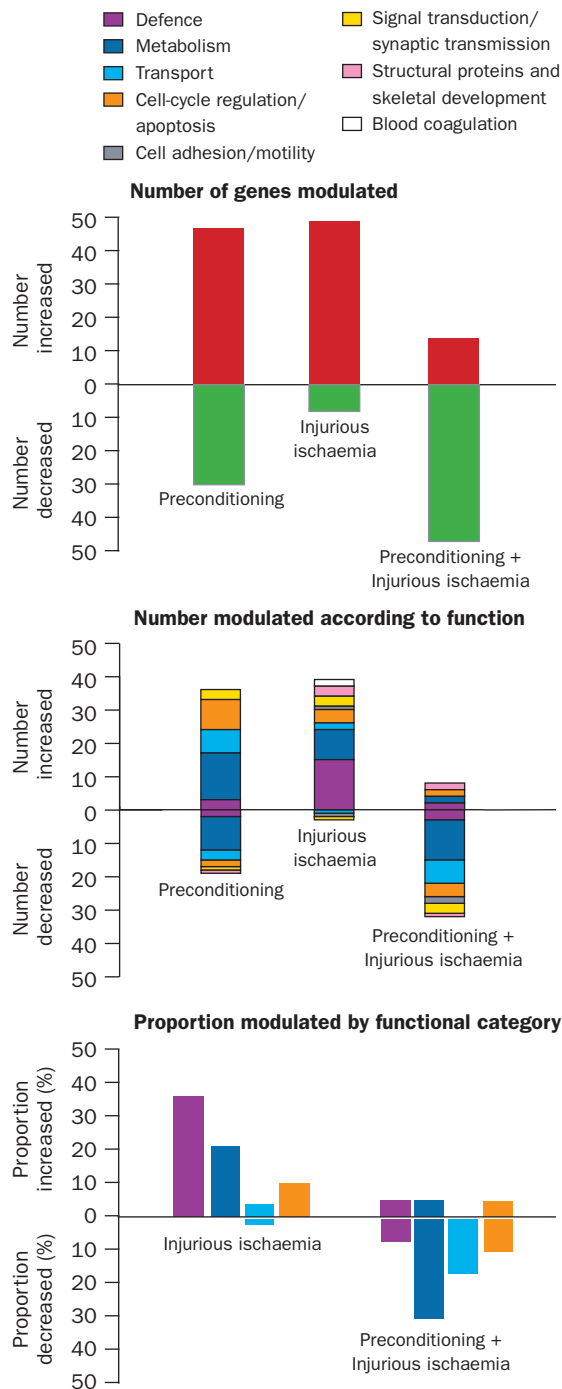 Defence
Metabolism
Transport
Cell-cycle regulation/
apoptosis
Cell adhesion/motility
Signal transduction/
synaptic transmission
Structural proteins and
skeletal development
Blood coagulation
Number of genes modulated
Number
increased
Number
decreased
50
40
30
20
10
0
10
20
30
40
50
Preconditioning
Injurious
ischaemia
Preconditioning +
Injurious ischaemia
Number modulated according to function
Number
increased
Number
decreased
50
40
30
20
10
0
10
20
30
40
50
Preconditioning
Injurious
ischaemia
Preconditioning +
Injurious ischaemia
Proportion modulated by functional category
Proportion
increased (%)
Proportion
decreased (%)
50
40
30
20
10
0
10
20
30
40
50
Injurious ischaemia
Preconditioning +
Injurious ischaemia